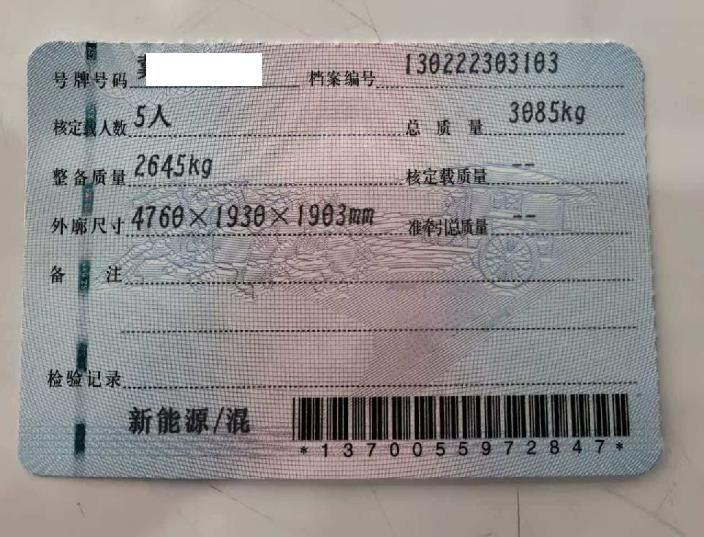 号牌号码 档案编号 130222303103
核定载人数 5人 总质量 3085kg
整备质量 2645kg 核定载质量 --
外廓尺寸 4760×1930×1903mm 准牵引总质量 --
备注
检验记录
新能源/混
*1370055972847*